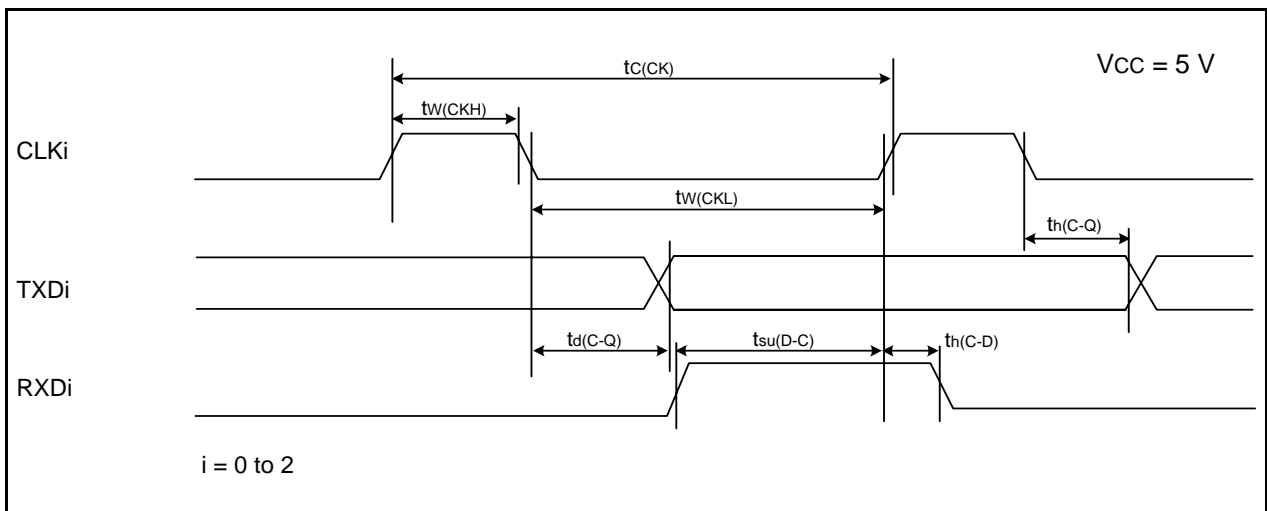 tC(CK)
VCC = 5 V
tW(CKH)
CLKi
tW(CKL)
th(C-Q)
TXDi
td(C-Q)
tsu(D-C)
th(C-D)
RXDi
i = 0 to 2